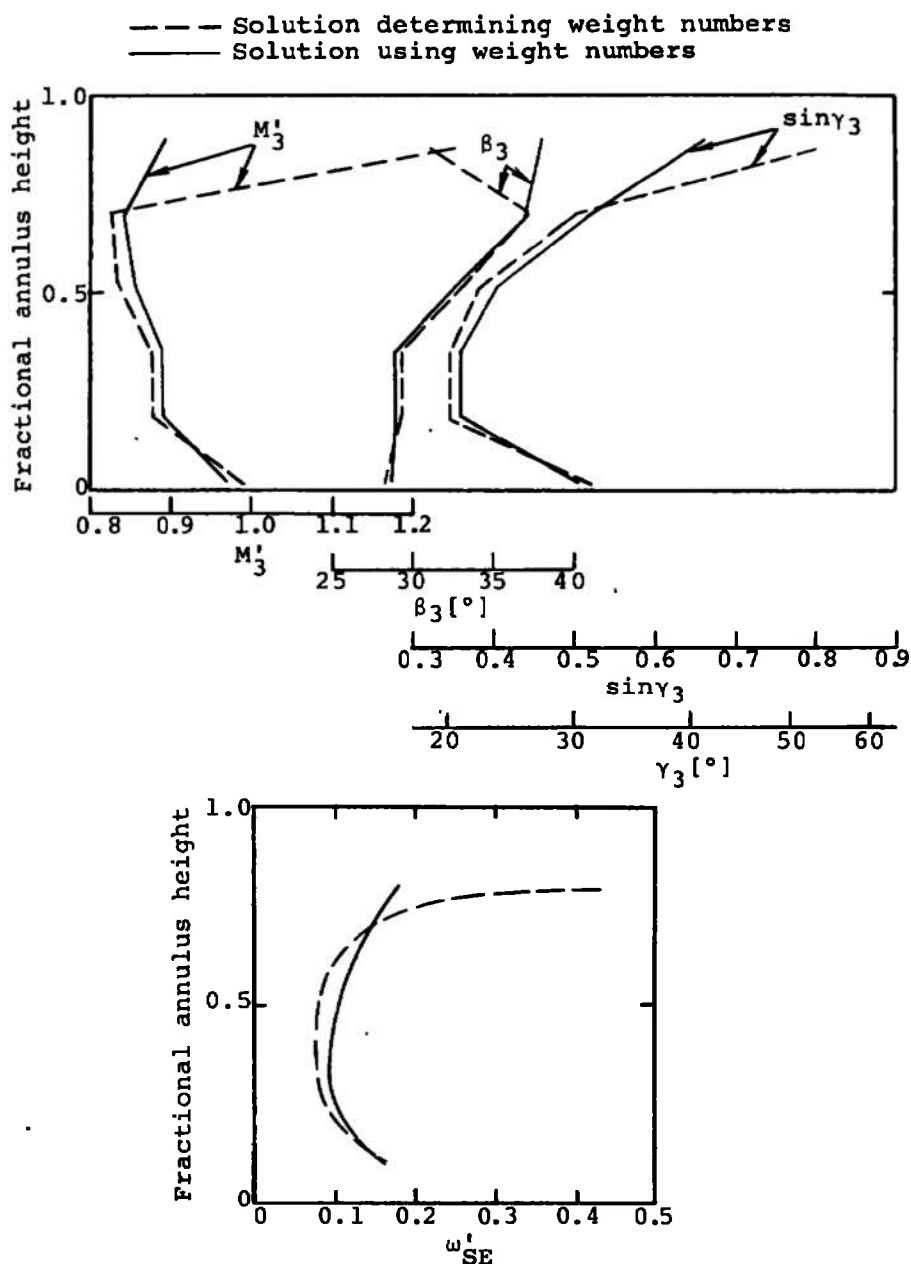 Solution determining weight numbers
Solution using weight numbers
Fractional annulus height
1.0
0.5
0
M'3
β3
sinγ3
0.8 0.9 1.0 1.1 1.2
M'3
25 30 35 40
β3[°]
0.3 0.4 0.5 0.6 0.7 0.8 0.9
sinγ3
20 30 40 50 60
γ3[°]
Fractional annulus height
1.0
0.5
0
0 0.1 0.2 0.3 0.4 0.5
ω'SE